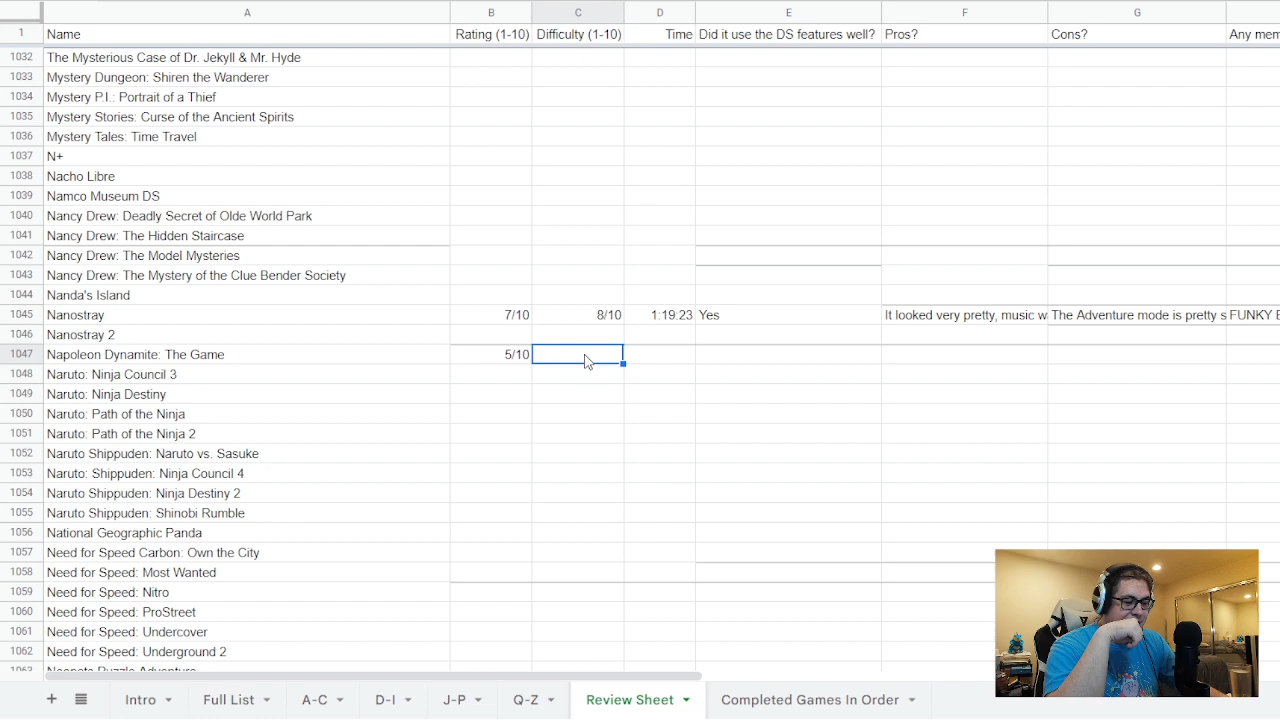 A B C D E F G
1 Name Rating (1-10) Difficulty (1-10) Time Did it use the DS features well? Pros? Cons? Any mem
1032 The Mysterious Case of Dr. Jekyll & Mr. Hyde
1033 Mystery Dungeon: Shiren the Wanderer
1034 Mystery P.I.: Portrait of a Thief
1035 Mystery Stories: Curse of the Ancient Spirits
1036 Mystery Tales: Time Travel
1037 N+
1038 Nacho Libre
1039 Namco Museum DS
1040 Nancy Drew: Deadly Secret of Olde World Park
1041 Nancy Drew: The Hidden Staircase
1042 Nancy Drew: The Model Mysteries
1043 Nancy Drew: The Mystery of the Clue Bender Society
1044 Nanda's Island
1045 Nanostray 7/10 8/10 1:19:23 Yes It looked very pretty, music w The Adventure mode is pretty s FUNKY B
1046 Nanostray 2
1047 Napoleon Dynamite: The Game 5/10
1048 Naruto: Ninja Council 3
1049 Naruto: Ninja Destiny
1050 Naruto: Path of the Ninja
1051 Naruto: Path of the Ninja 2
1052 Naruto Shippuden: Naruto vs. Sasuke
1053 Naruto: Shippuden: Ninja Council 4
1054 Naruto Shippuden: Ninja Destiny 2
1055 Naruto Shippuden: Shinobi Rumble
1056 National Geographic Panda
1057 Need for Speed Carbon: Own the City
1058 Need for Speed: Most Wanted
1059 Need for Speed: Nitro
1060 Need for Speed: ProStreet
1061 Need for Speed: Undercover
1062 Need for Speed: Underground 2
1063 Neopets Puzzle Adventure
+ Intro Full List A-C D-I J-P Q-Z Review Sheet Completed Games In Order